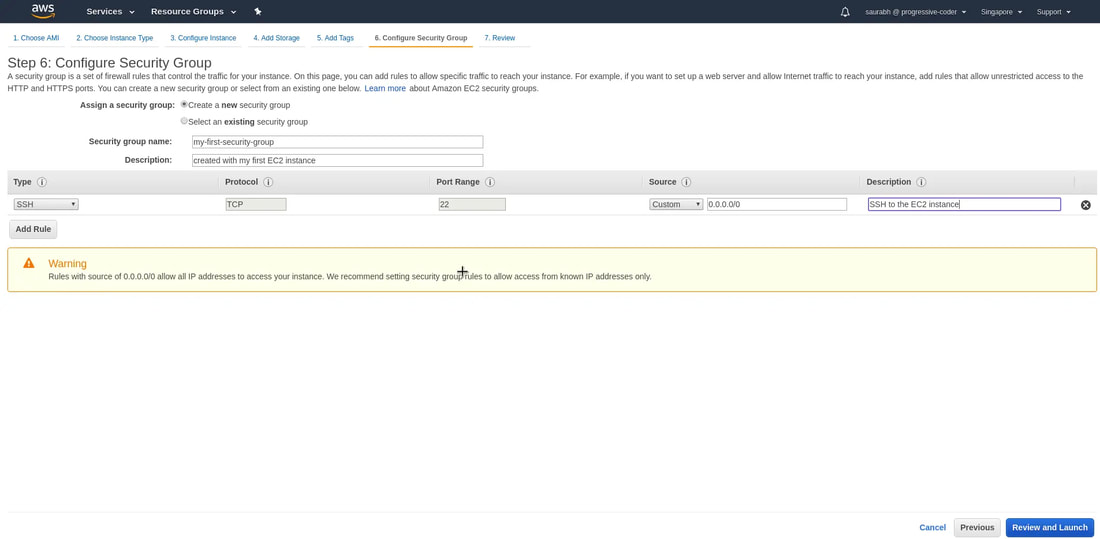 aws Services Resource Groups saurabh @ progressive-coder Singapore Support
1. Choose AMI 2. Choose Instance Type 3. Configure Instance 4. Add Storage 5. Add Tags 6. Configure Security Group 7. Review
Step 6: Configure Security Group
A security group is a set of firewall rules that control the traffic for your instance. On this page, you can add rules to allow specific traffic to reach your instance. For example, if you want to set up a web server and allow Internet traffic to reach your instance, add rules that allow unrestricted access to the
HTTP and HTTPS ports. You can create a new security group or select from an existing one below. Learn more about Amazon EC2 security groups.
Assign a security group: Create a new security group
Select an existing security group
Security group name: my-first-security-group
Description: created with my first EC2 instance
Type i Protocol i Port Range i Source i Description i
SSH TCP 22 Custom 0.0.0.0/0 SSH to the EC2 instance
Add Rule
Warning
Rules with source of 0.0.0.0/0 allow all IP addresses to access your instance. We recommend setting security group rules to allow access from known IP addresses only.
Cancel Previous Review and Launch